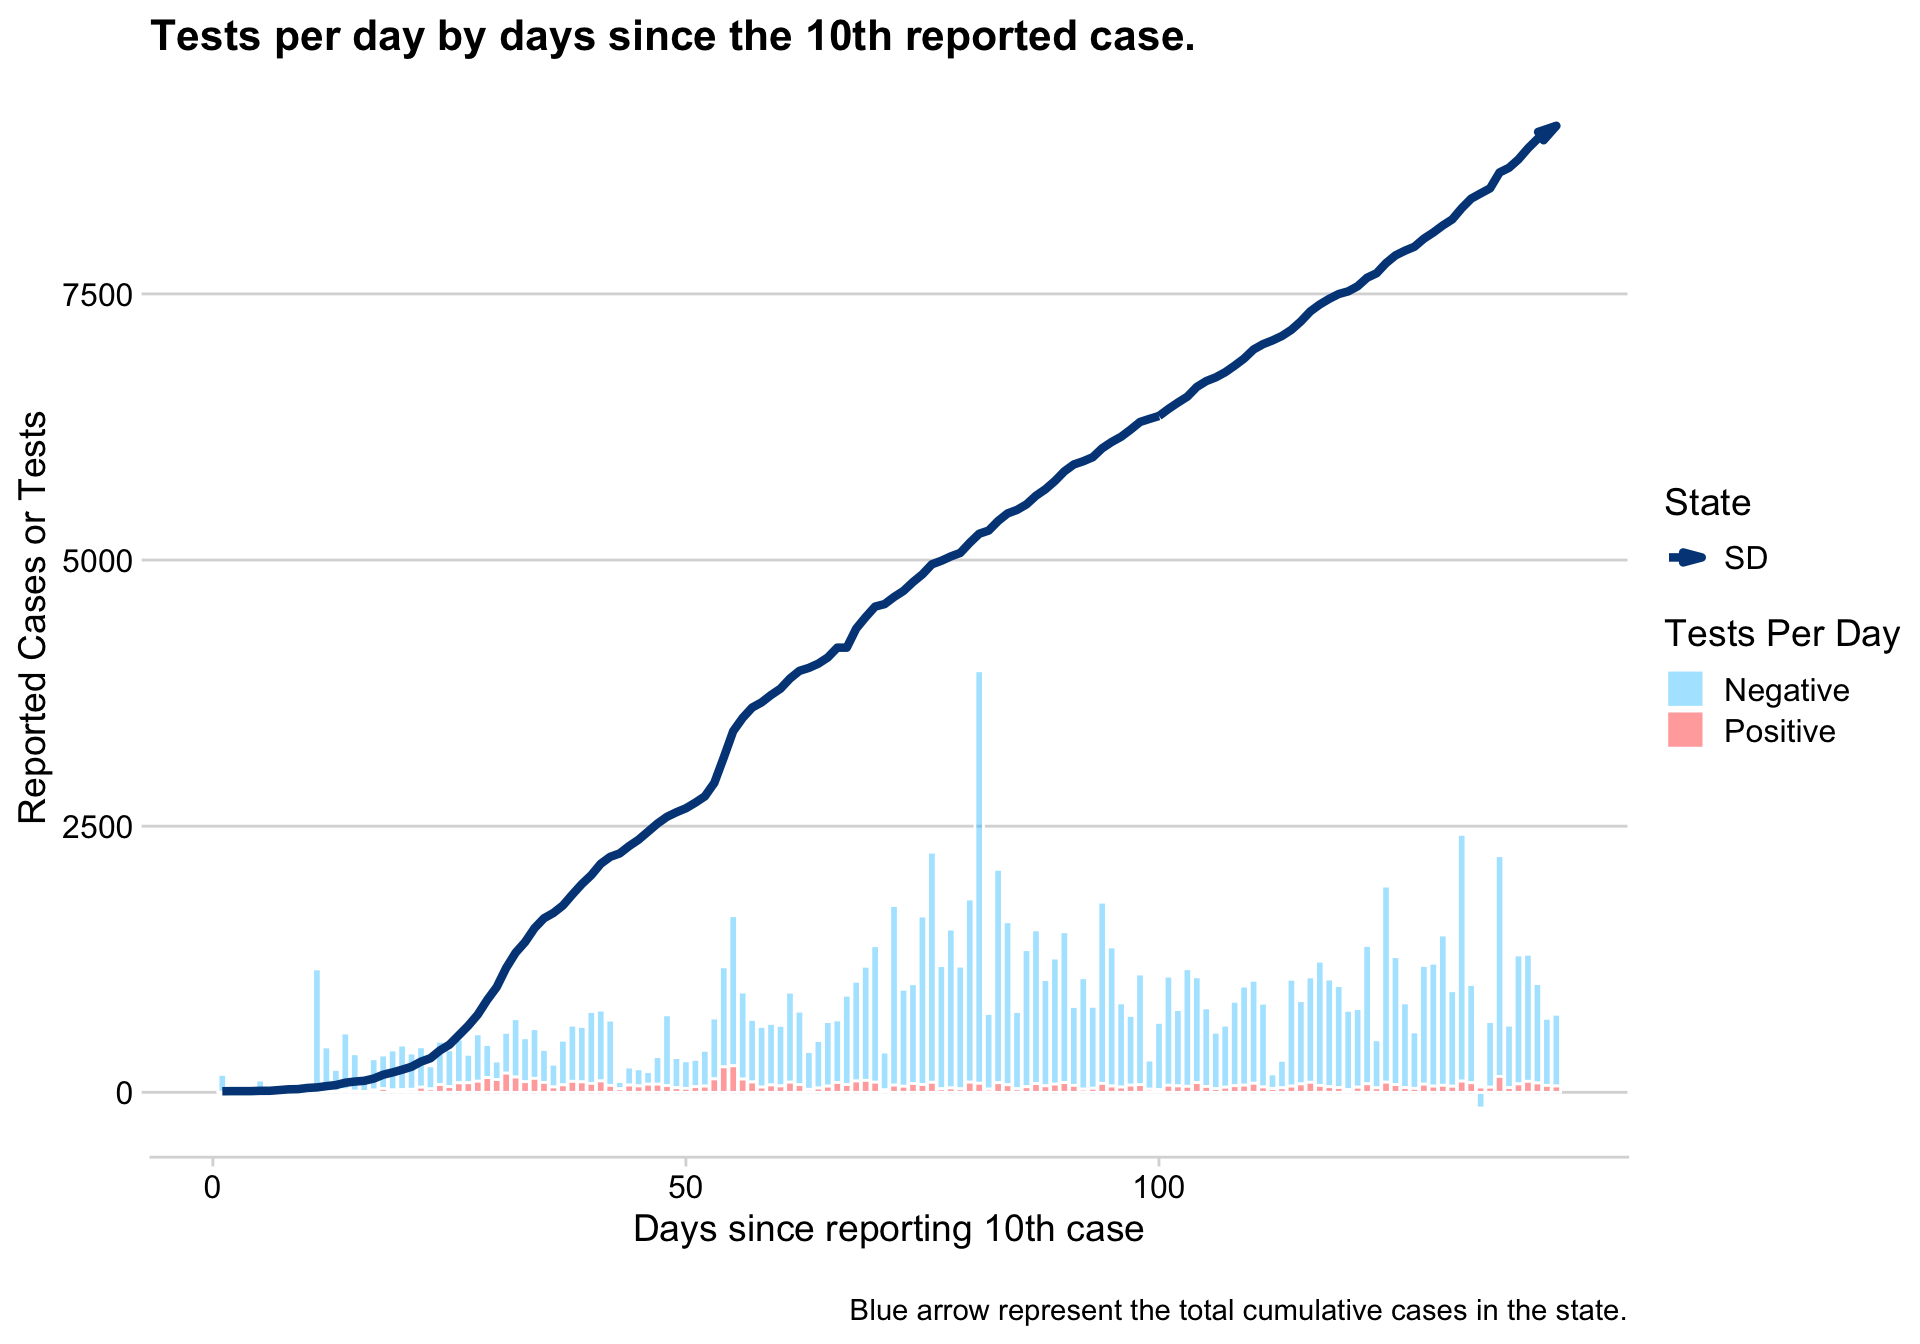 Tests per day by days since the 10th reported case.
Reported Cases or Tests
7500
5000
2500
0
0
50
100
Days since reporting 10th case
State
SD
Tests Per Day
Negative
Positive
Blue arrow represent the total cumulative cases in the state.